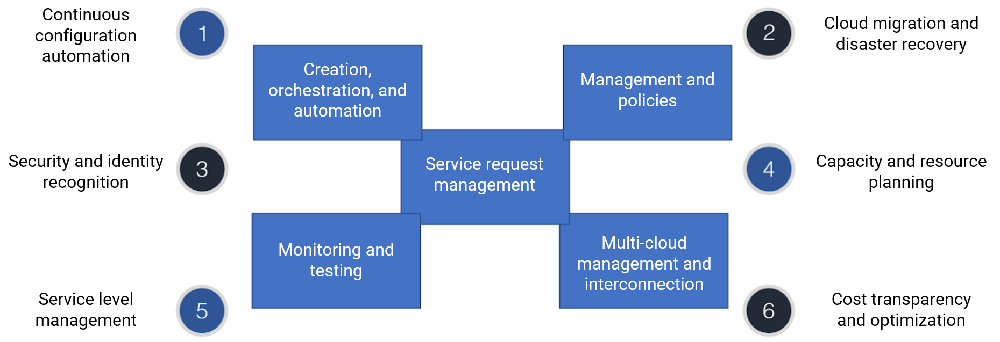 Continuous
configuration
automation
1
2
Cloud migration and
disaster recovery
Creation,
orchestration, and
automation
Management and
policies
Security and identity
recognition
3
Service request
management
4
Capacity and resource
planning
Monitoring and
testing
Multi-cloud
management and
interconnection
Service level
management
5
6
Cost transparency
and optimization